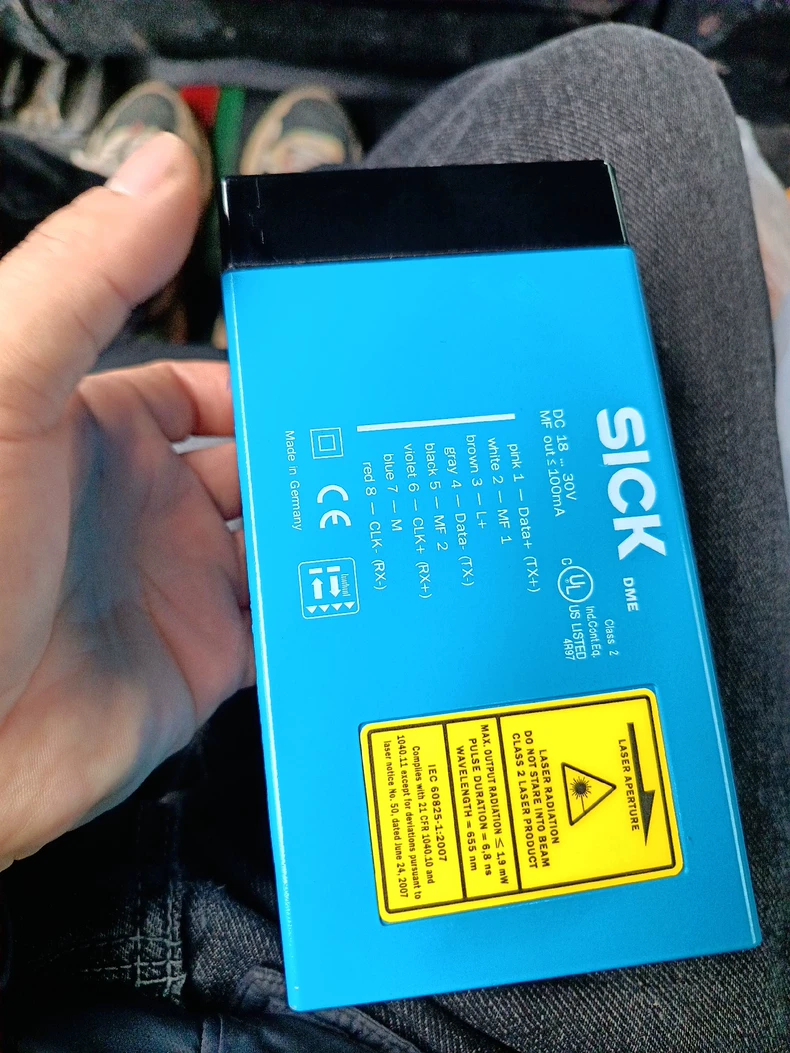 SICK DME
DC 18 ... 30V
MF out ≤ 100mA
Class 2
Ind.Cont.Eq.
C UL US LISTED
4R97
pink 1 — Data+ (TX+)
white 2 — MF 1
brown 3 — L+
gray 4 — Data- (TX-)
black 5 — MF 2
violet 6 — CLK+ (RX+)
blue 7 — M
red 8 — CLK- (RX-)
CE
Made in Germany
LASER APERTURE
LASER RADIATION
DO NOT STARE INTO BEAM
CLASS 2 LASER PRODUCT
MAX. OUTPUT RADIATION ≤ 1,9 mW
PULSE DURATION = 6,8 ns
WAVELENGTH = 655 nm
IEC 60825-1:2007
Complies with 21 CFR 1040.10 and
1040.11 except for deviations pursuant to
laser notice No. 50, dated June 24, 2007